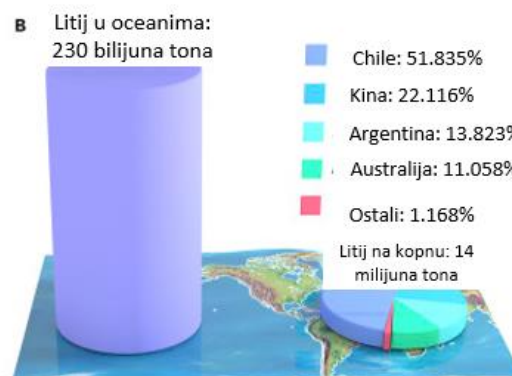 B
Litij u oceanima:
230 bilijuna tona
Chile: 51.835%
Kina: 22.116%
Argentina: 13.823%
Australija: 11.058%
Ostali: 1.168%
Litij na kopnu: 14
milijuna tona